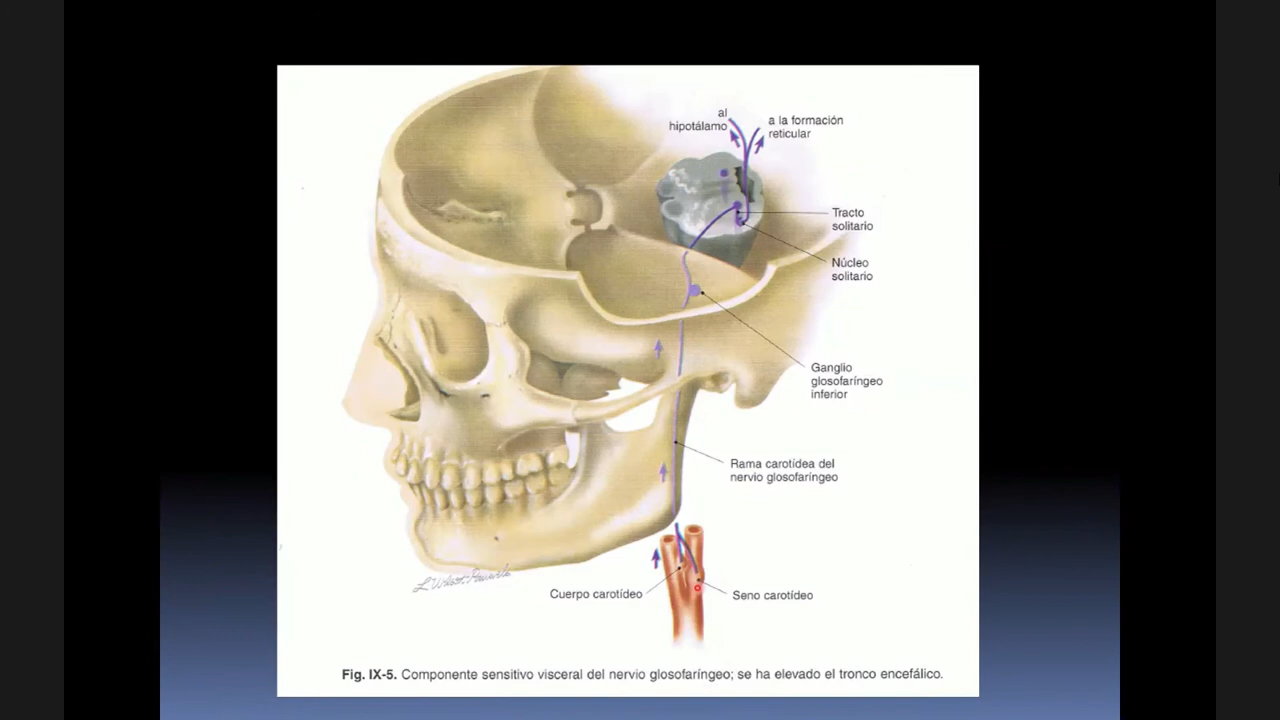 al
hipotálamo
a la formación
reticular
Tracto
solitario
Núcleo
solitario
Ganglio
glosofaríngeo
inferior
Rama carotídea del
nervio glosofaríngeo
Cuerpo carotídeo
Seno carotídeo
Fig. IX-5. Componente sensitivo visceral del nervio glosofaríngeo; se ha elevado el tronco encefálico.